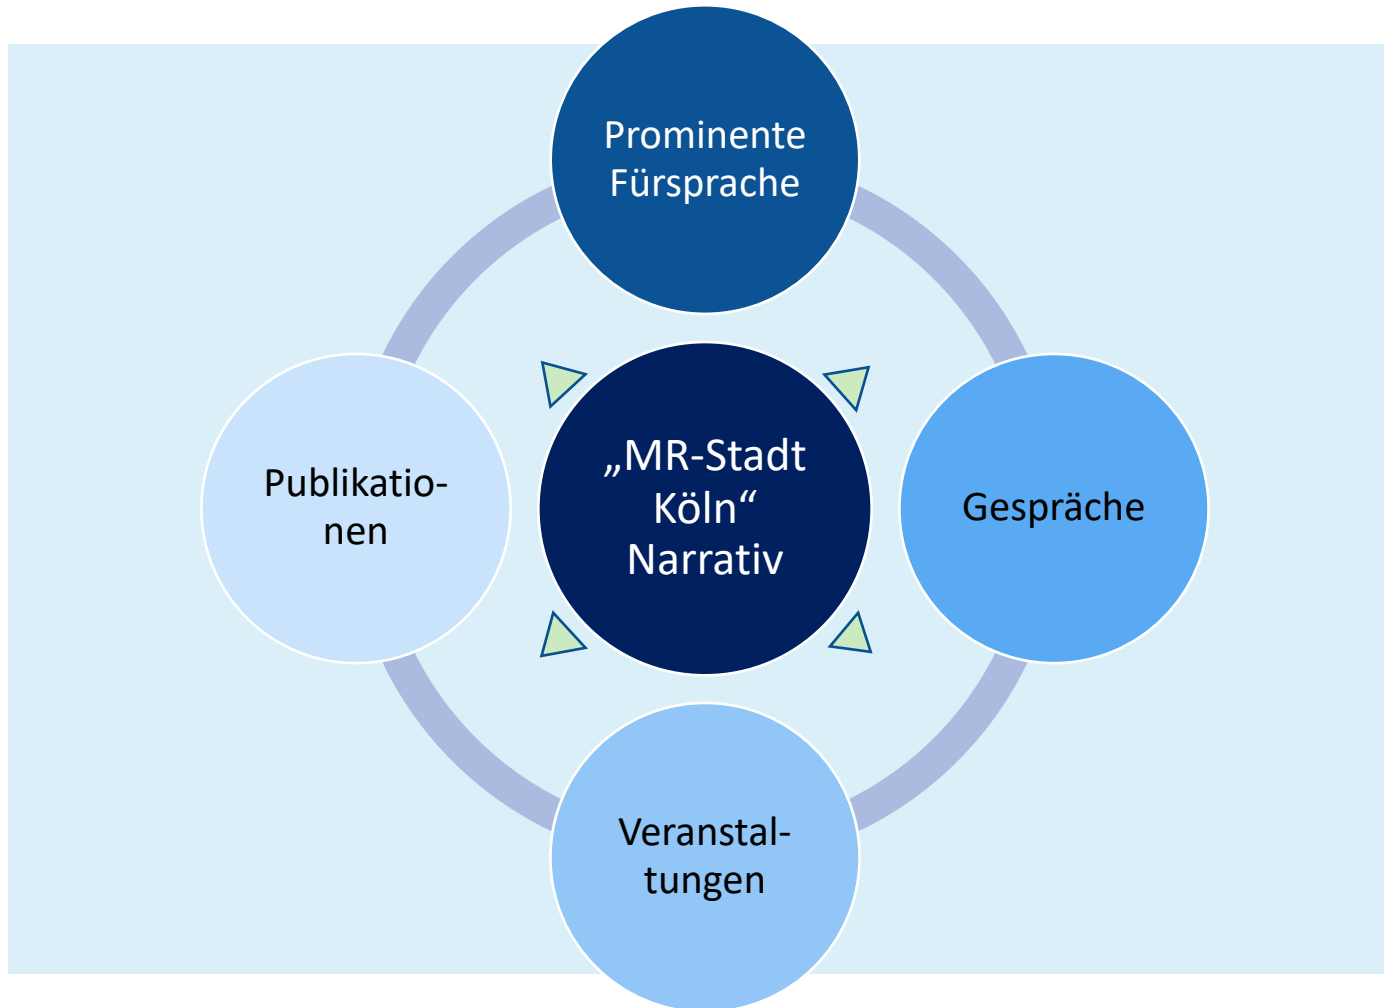 Prominente
Fürsprache
Publikatio-
nen
„MR-Stadt
Köln“
Narrativ
Gespräche
Veranstal-
tungen